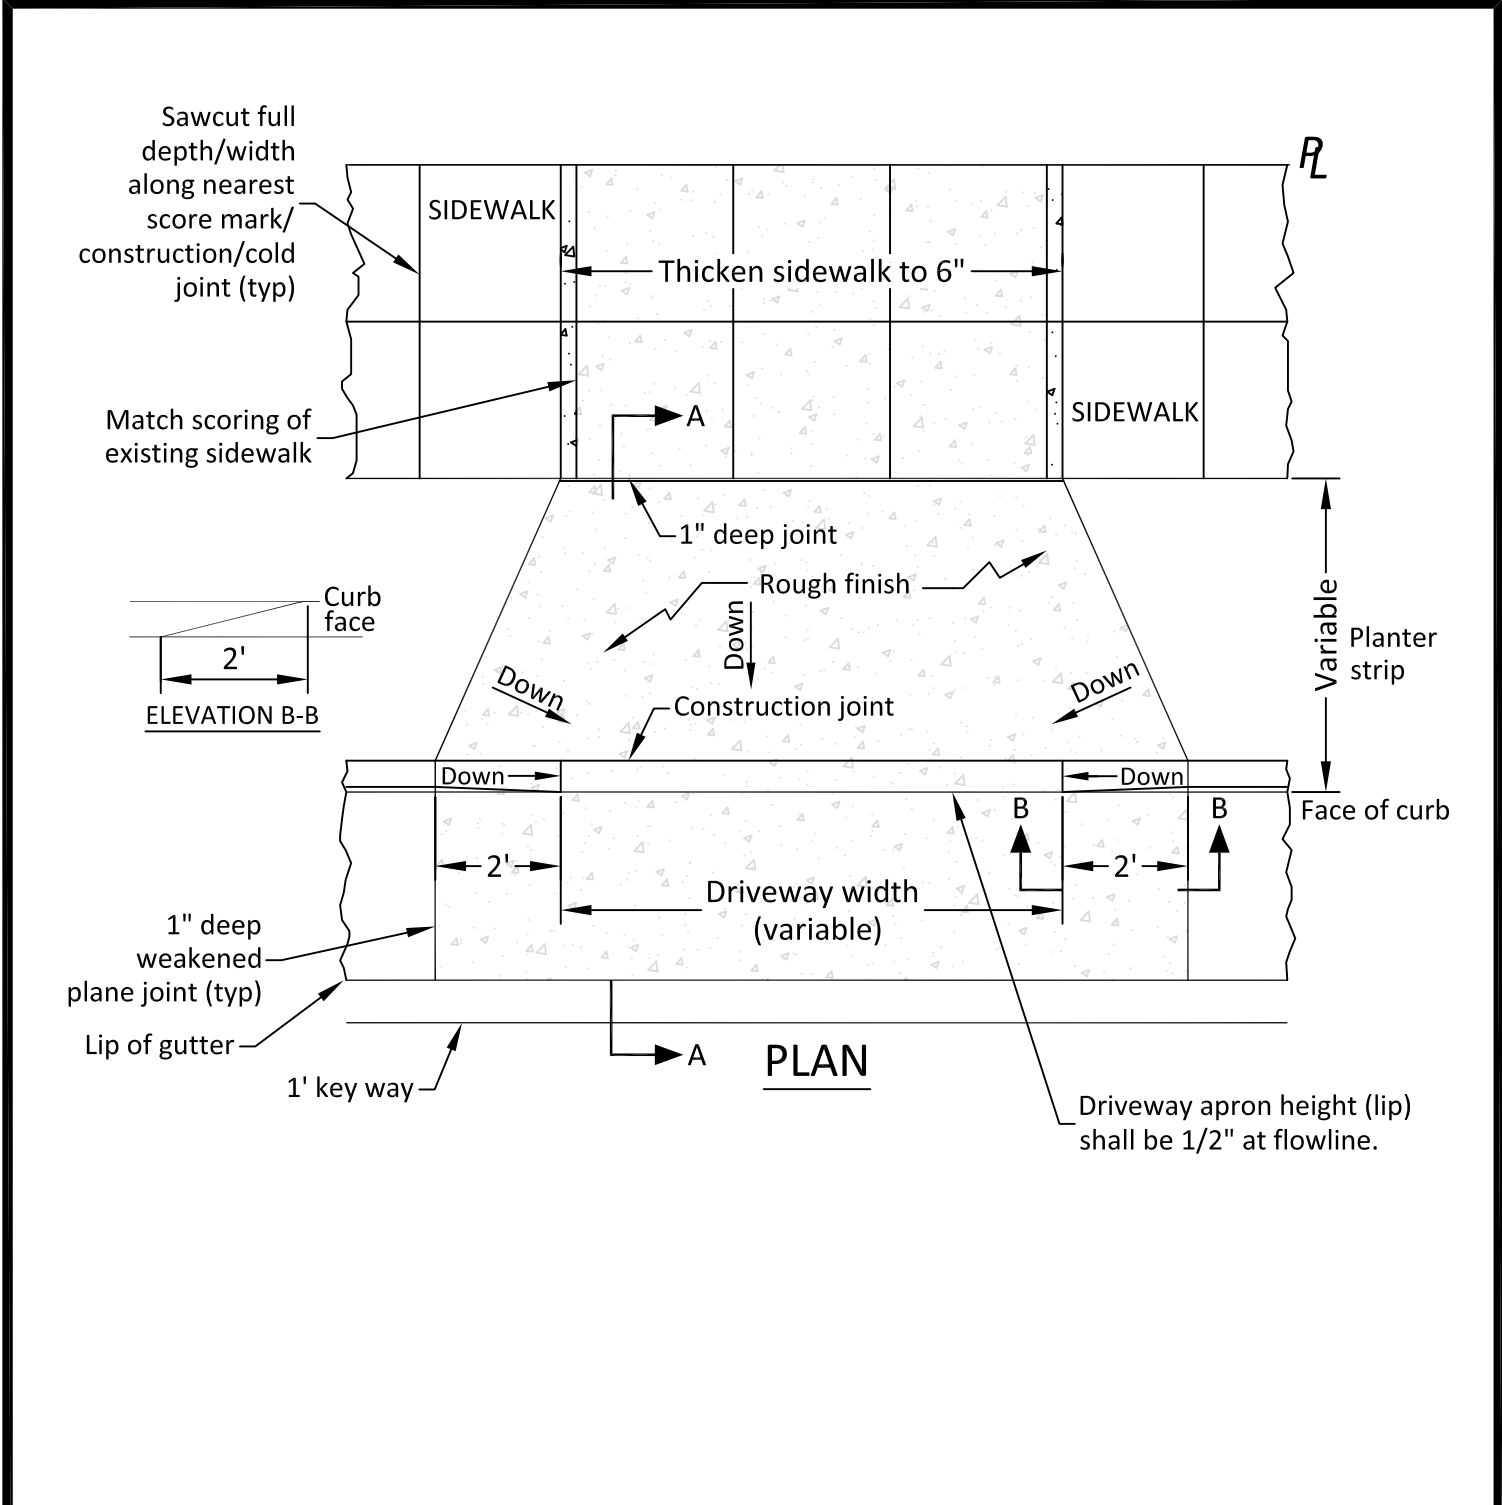 Sawcut full
depth/width
along nearest
score mark/
construction/cold
joint (typ)
PL
SIDEWALK
Thicken sidewalk to 6"
Match scoring of
existing sidewalk
A
SIDEWALK
1" deep joint
Rough finish
Down
Down
Down
Construction joint
Variable
Planter
strip
Curb
face
2'
ELEVATION B-B
Down
Down
B
B
Face of curb
2'
2'
Driveway width
(variable)
1" deep
weakened
plane joint (typ)
Lip of gutter
1' key way
A
PLAN
Driveway apron height (lip)
shall be 1/2" at flowline.